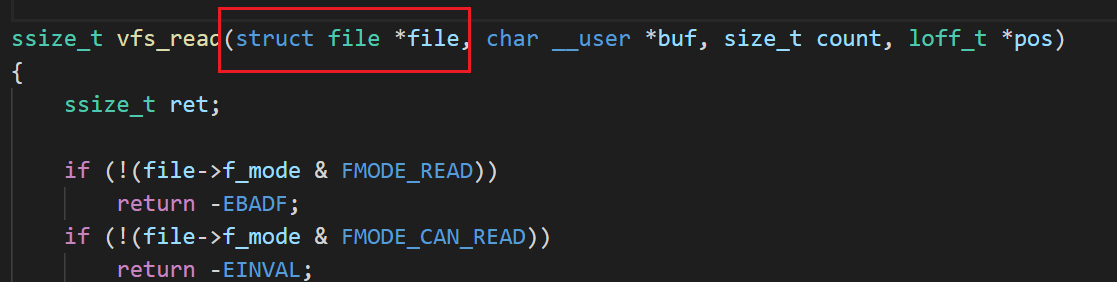 ssize_t vfs_read(struct file *file, char __user *buf, size_t count, loff_t *pos)
{
    ssize_t ret;
    if (!(file->f_mode & FMODE_READ))
        return -EBADF;
    if (!(file->f_mode & FMODE_CAN_READ))
        return -EINVAL;